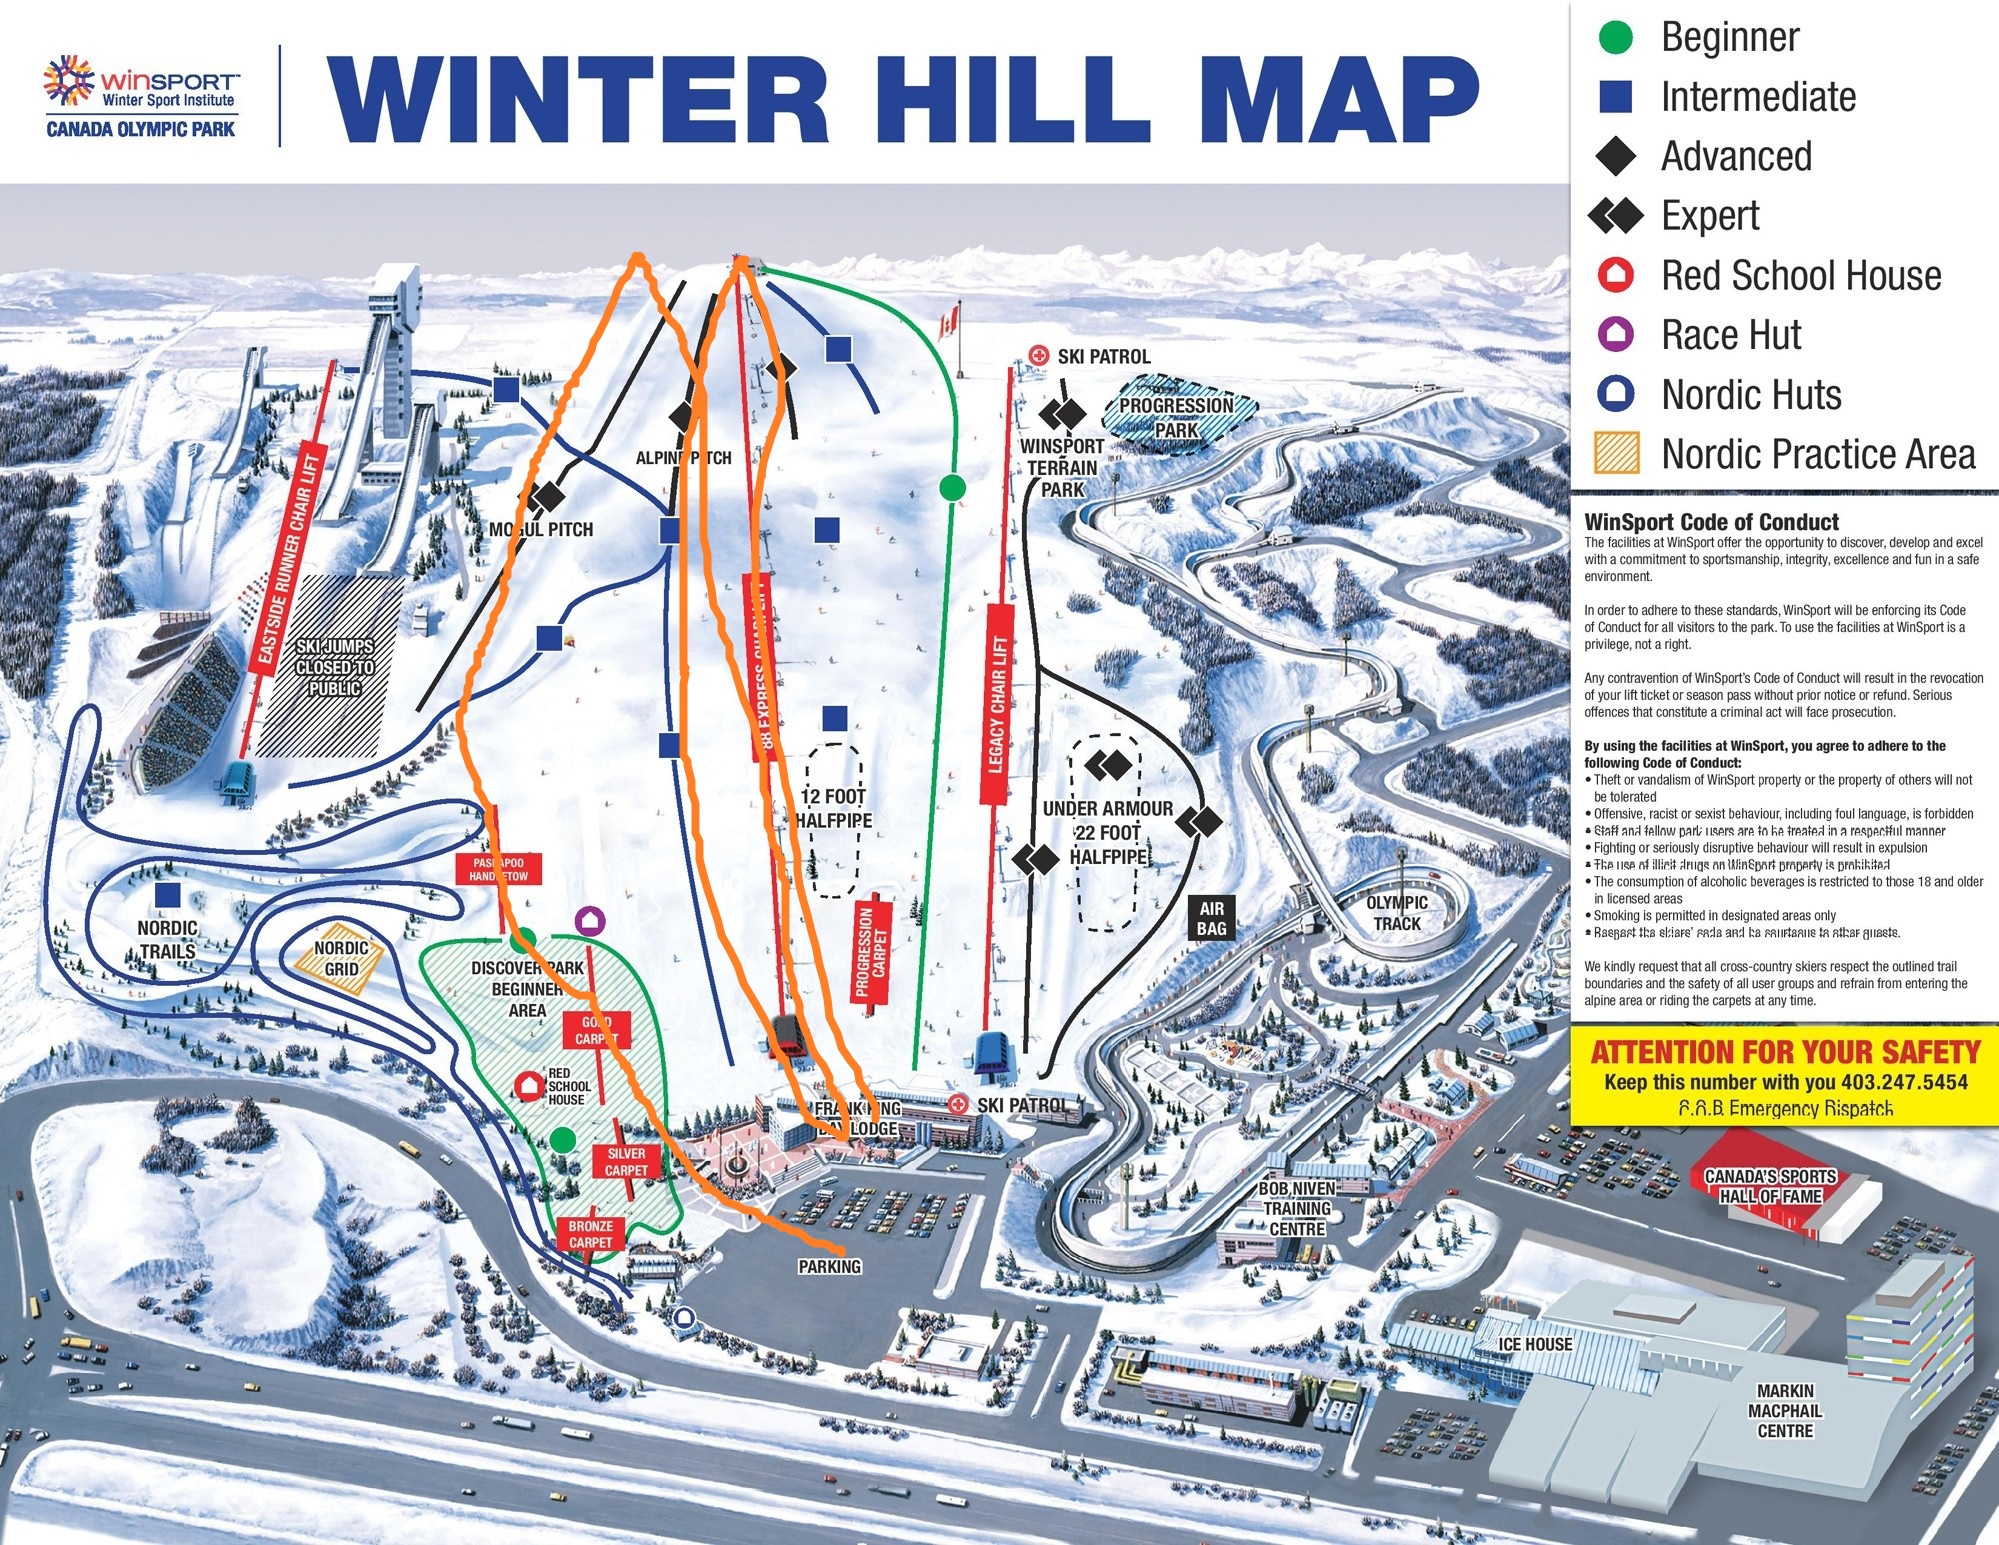 winSPORT™
Winter Sport Institute
CANADA OLYMPIC PARK
WINTER HILL MAP
Beginner
Intermediate
Advanced
Expert
Red School House
Race Hut
Nordic Huts
Nordic Practice Area
WinSport Code of Conduct
The facilities at WinSport offer the opportunity to discover, develop and excel
with a commitment to sportsmanship, integrity, excellence and fun in a safe
environment.
In order to adhere to these standards, WinSport will be enforcing its Code
of Conduct for all visitors to the park. To use the facilities at WinSport is a
privilege, not a right.
Any contravention of WinSport's Code of Conduct will result in the revocation
of your lift ticket or season pass without prior notice or refund. Serious
offences that constitute a criminal act will face prosecution.
By using the facilities at WinSport, you agree to adhere to the
following Code of Conduct:
• Theft or vandalism of WinSport property or the property of others will not
be tolerated
• Offensive, racist or sexist behaviour, including foul language, is forbidden
• Staff and fellow park users are to be treated in a respectful manner
• Fighting or seriously disruptive behaviour will result in expulsion
• The use of illicit drugs on WinSport property is prohibited
• The consumption of alcoholic beverages is restricted to those 18 and older
in licensed areas
• Smoking is permitted in designated areas only
• Respect the skiers' code and be courteous to other guests.
We kindly request that all cross-country skiers respect the outlined trail
boundaries and the safety of all user groups and refrain from entering the
alpine area or riding the carpets at any time.
ATTENTION FOR YOUR SAFETY
Keep this number with you 403.247.5454
Emergency
SKI PATROL
PROGRESSION
PARK
WINSPORT
TERRAIN
PARK
ALPINE PITCH
MOGUL PITCH
EASTSIDE RUNNER CHAIR LIFT
SKI JUMPS
CLOSED TO
PUBLIC
88 EXPRESS CHAIR LIFT
LEGACY CHAIR LIFT
12 FOOT
HALFPIPE
UNDER ARMOUR
22 FOOT
HALFPIPE
PASKAPOO
HANDLETOW
NORDIC
TRAILS
NORDIC
GRID
DISCOVER PARK
BEGINNER
AREA
PROGRESSION
CARPET
AIR
BAG
OLYMPIC
TRACK
GOLD
CARPET
RED
SCHOOL
HOUSE
FRANK KING
DAY LODGE
SKI PATROL
SILVER
CARPET
BRONZE
CARPET
PARKING
BOB NIVEN
TRAINING
CENTRE
CANADA'S SPORTS
HALL OF FAME
ICE HOUSE
MARKIN
MACPHAIL
CENTRE